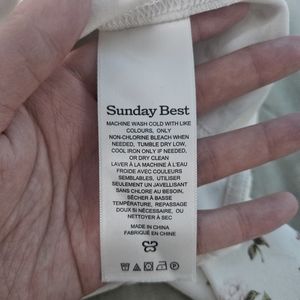 Sunday Best
MACHINE WASH COLD WITH LIKE
COLOURS, ONLY
NON-CHLORINE BLEACH WHEN
NEEDED, TUMBLE DRY LOW,
COOL IRON ONLY IF NEEDED,
OR DRY CLEAN
LAVER À LA MACHINE À L'EAU
FROIDE AVEC COULEURS
SEMBLABLES, UTILISER
SEULEMENT UN JAVELLISANT
SANS CHLORE AU BESOIN,
SÉCHAGE À BASSE
TEMPÉRATURE, REPASSAGE
DOUX SI NÉCESSAIRE, OU
NETTOYER À SEC
MADE IN CHINA
FABRIQUÉ EN CHINE